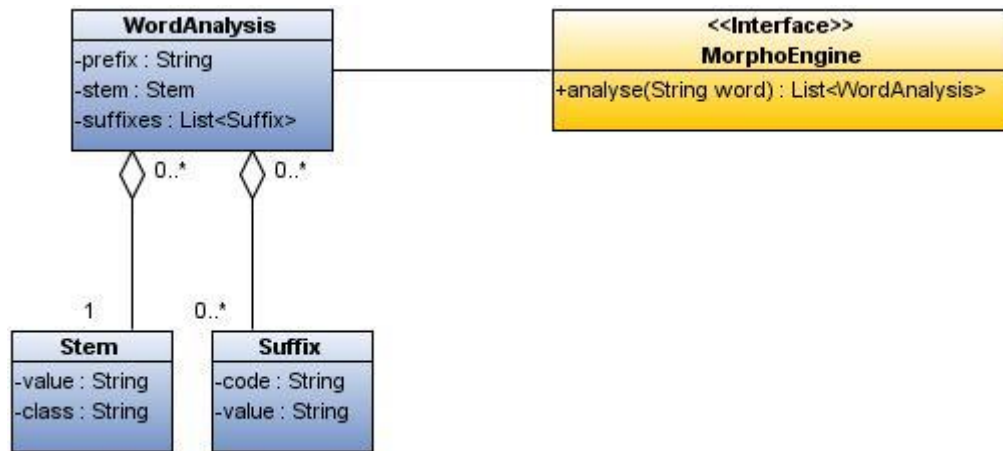 WordAnalysis
-prefix : String
-stem : Stem
-suffixes : List<Suffix>
<<Interface>>
MorphoEngine
+analyse(String word) : List<WordAnalysis>
0..*
0..*
1
0..*
Stem
-value : String
-class : String
Suffix
-code : String
-value : String